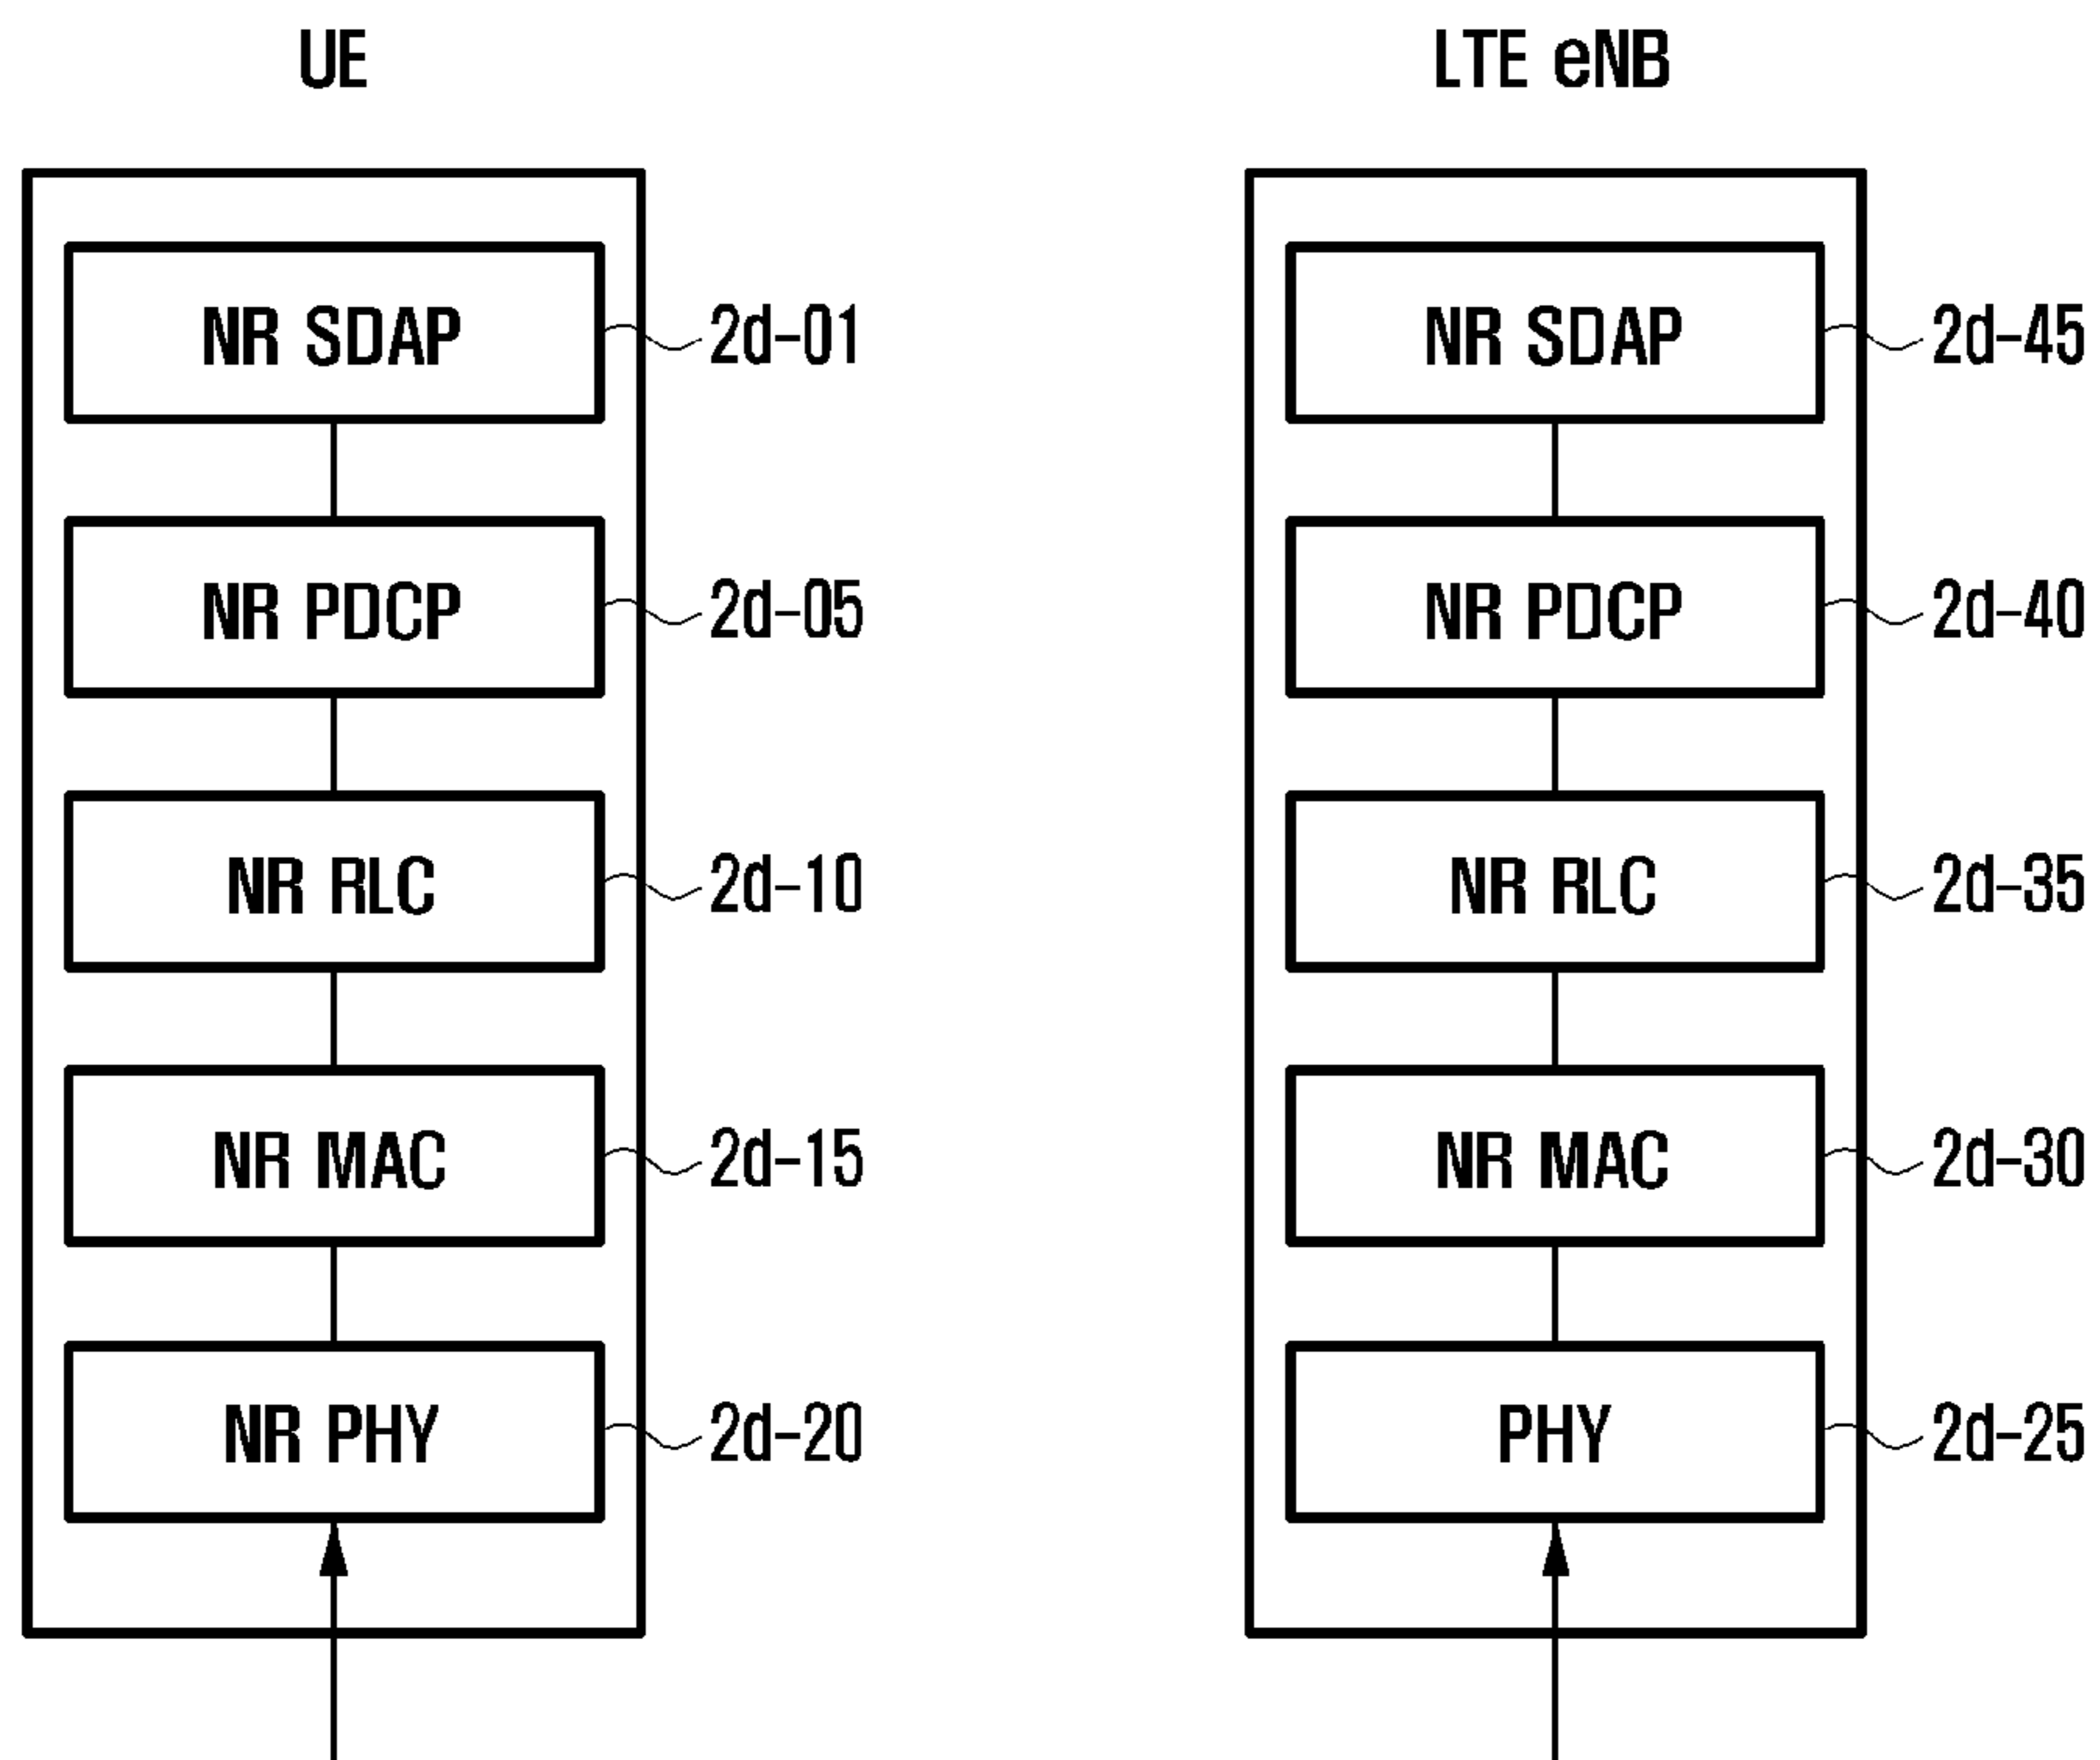 UE
LTE eNB
NR SDAP
2d-01
NR SDAP
2d-45
NR PDCP
2d-05
NR PDCP
2d-40
NR RLC
2d-10
NR RLC
2d-35
NR MAC
2d-15
NR MAC
2d-30
NR PHY
2d-20
PHY
2d-25